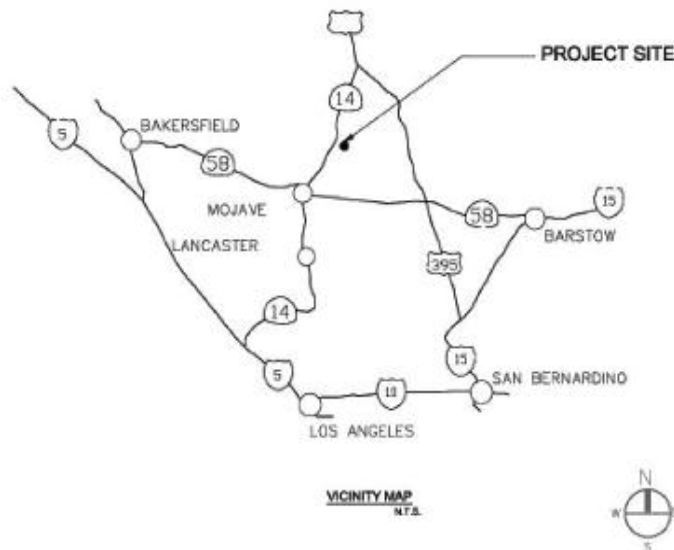 PROJECT SITE
14
5
BAKERSFIELD
58
MOJAVE
15
58
LANCASTER
BARSTOW
395
14
15
5
SAN BERNARDINO
10
LOS ANGELES
VICINITY MAP
N.T.S.
N
W
S